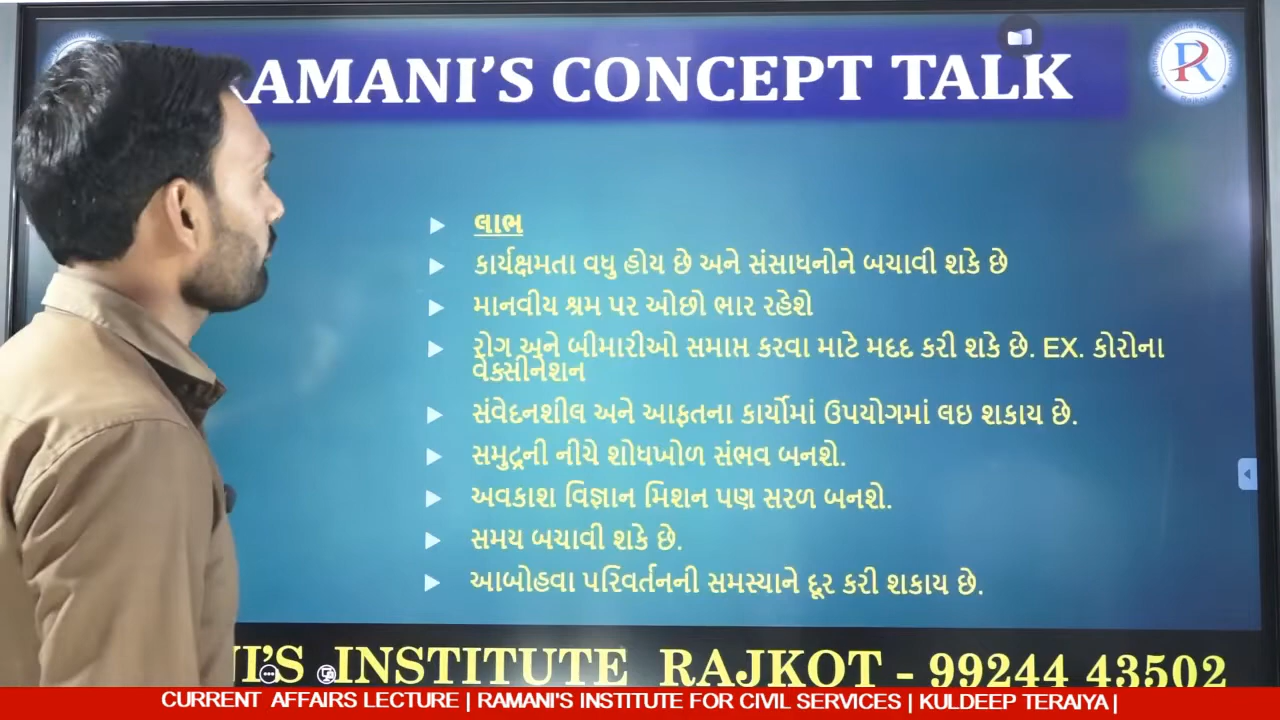 RAMANI’S CONCEPT TALK
લાભ
કાર્યક્ષમતા વધુ હોય છે અને સંસાધનોને બચાવી શકે છે
માનવીય શ્રમ પર ઓછો ભાર રહેશે
રોગ અને બીમારીઓ સમાપ્ત કરવા માટે મદદ કરી શકે છે. EX. કોરોના
વેક્સીનેશન
સંવેદનશીલ અને આફતના કાર્યોમાં ઉપયોગમાં લઇ શકાય છે.
સમુદ્રની નીચે શોધખોળ સંભવ બનશે.
અવકાશ વિજ્ઞાન મિશન પણ સરળ બનશે.
સમય બચાવી શકે છે.
આબોહવા પરિવર્તનની સમસ્યાને દૂર કરી શકાય છે.
NI’S INSTITUTE RAJKOT - 99244 43502
CURRENT AFFAIRS LECTURE | RAMANI'S INSTITUTE FOR CIVIL SERVICES | KULDEEP TERAIYA |